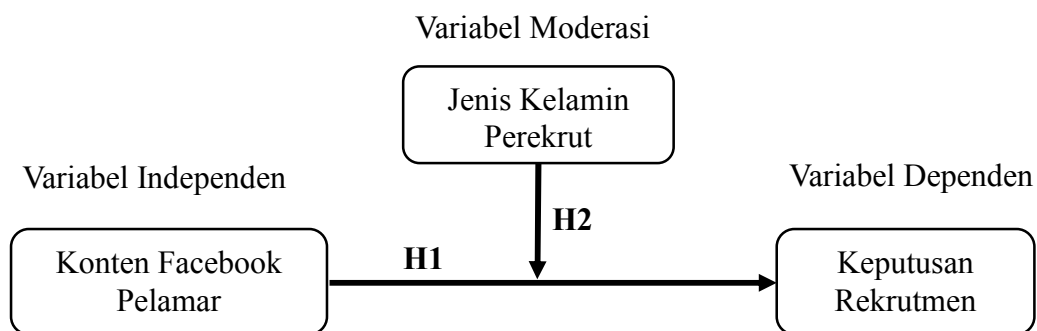 Variabel Moderasi
Jenis Kelamin
Perekrut
Variabel Independen
Variabel Dependen
H2
H1
Konten Facebook
Pelamar
Keputusan
Rekrutmen